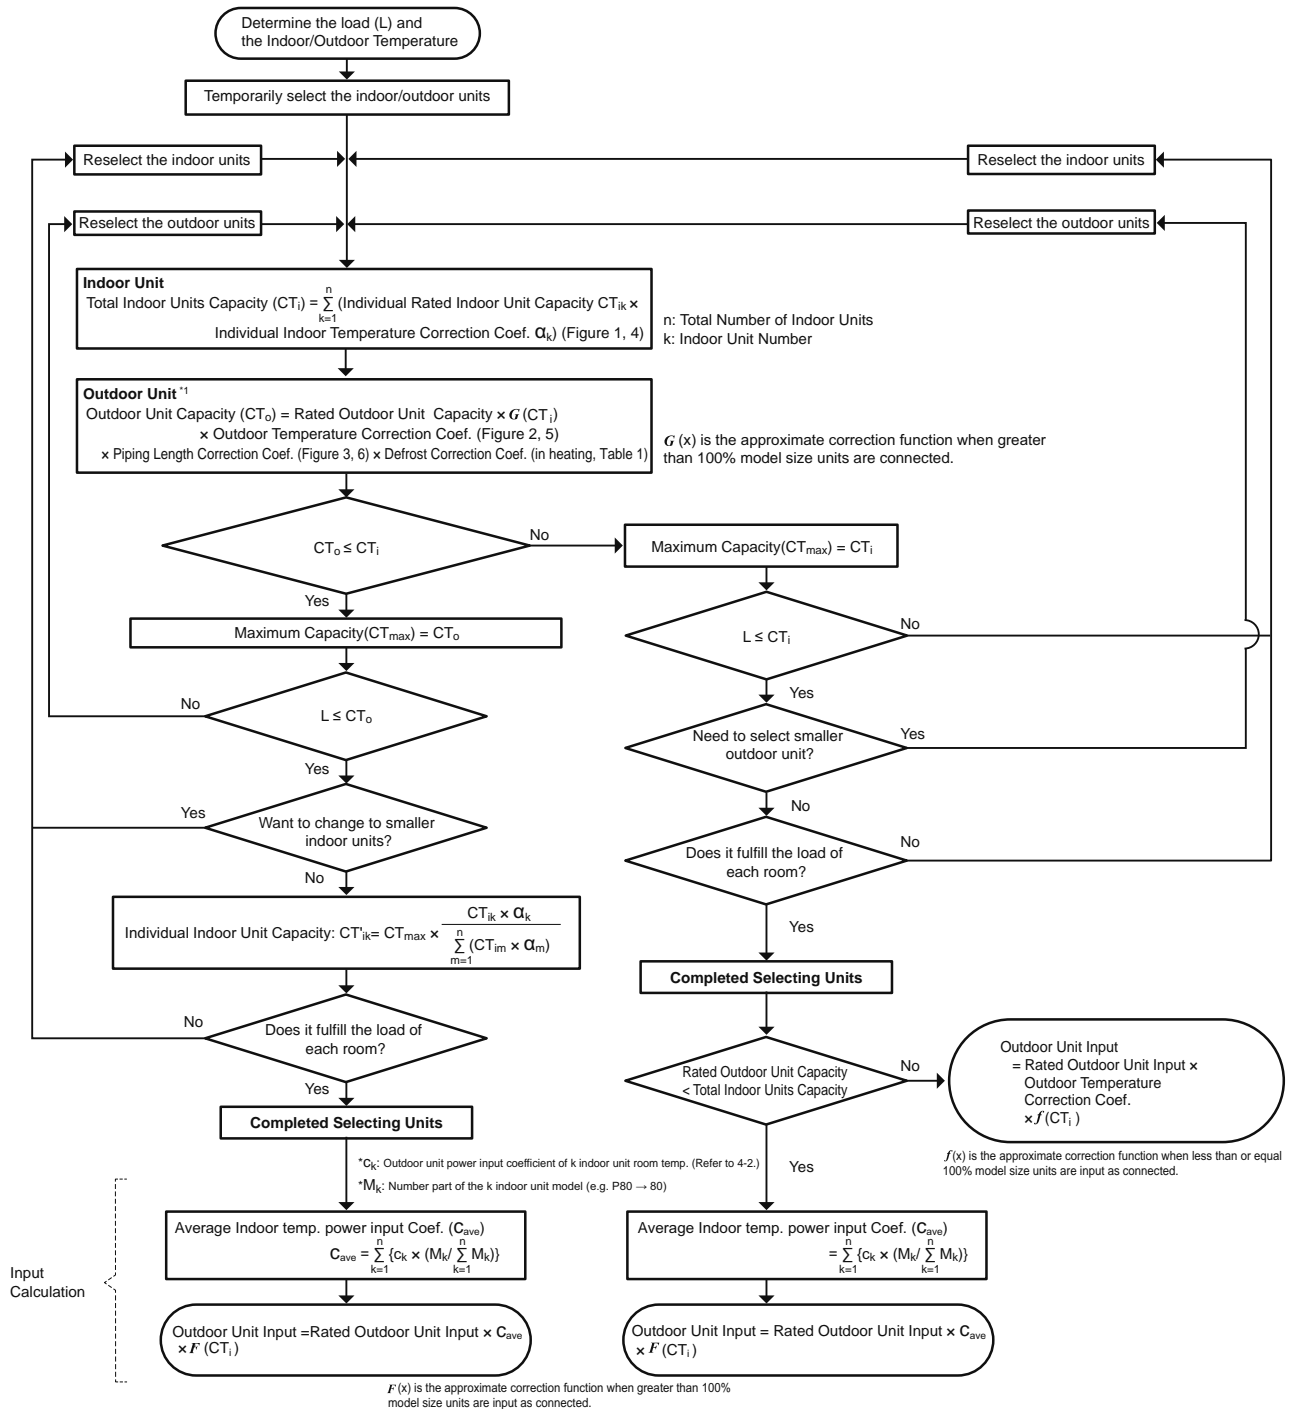 Determine the load (L) and
the Indoor/Outdoor Temperature
Temporarily select the indoor/outdoor units
Reselect the indoor units
Reselect the indoor units
Reselect the outdoor units
Reselect the outdoor units
Indoor Unit
Total Indoor Units Capacity (CTi) = n∑k=1 (Individual Rated Indoor Unit Capacity CTik ×
Individual Indoor Temperature Correction Coef. αk) (Figure 1, 4)
n: Total Number of Indoor Units
k: Indoor Unit Number
Outdoor Unit *1
Outdoor Unit Capacity (CTo) = Rated Outdoor Unit Capacity × G (CTi)
× Outdoor Temperature Correction Coef. (Figure 2, 5)
× Piping Length Correction Coef. (Figure 3, 6) × Defrost Correction Coef. (in heating, Table 1)
G (x) is the approximate correction function when greater
than 100% model size units are connected.
CTo ≤ CTi
No
Yes
Maximum Capacity(CTmax) = CTi
Maximum Capacity(CTmax) = CTo
L ≤ CTi
No
Yes
L ≤ CTo
No
Yes
Need to select smaller
outdoor unit?
Yes
No
Want to change to smaller
indoor units?
Yes
No
Does it fulfill the load of
each room?
No
Yes
Individual Indoor Unit Capacity: CT'ik= CTmax × CTik × αk / n∑m=1 (CTim × αm)
Completed Selecting Units
Does it fulfill the load of
each room?
No
Yes
Rated Outdoor Unit Capacity
< Total Indoor Units Capacity
No
Yes
Outdoor Unit Input
= Rated Outdoor Unit Input ×
Outdoor Temperature
Correction Coef.
× f (CTi )
f(x) is the approximate correction function when less than or equal
100% model size units are input as connected.
Completed Selecting Units
*ck: Outdoor unit power input coefficient of k indoor unit room temp. (Refer to 4-2.)
*Mk: Number part of the k indoor unit model (e.g. P80 → 80)
Input
Calculation
Average Indoor temp. power input Coef. (Cave)
Cave = n∑k=1 {ck × (Mk/ n∑k=1 Mk)}
Average Indoor temp. power input Coef. (Cave)
= n∑k=1 {ck × (Mk/ n∑k=1 Mk)}
Outdoor Unit Input =Rated Outdoor Unit Input × Cave
× F (CTi )
Outdoor Unit Input = Rated Outdoor Unit Input × Cave
× F (CTi )
F (x) is the approximate correction function when greater than 100%
model size units are input as connected.